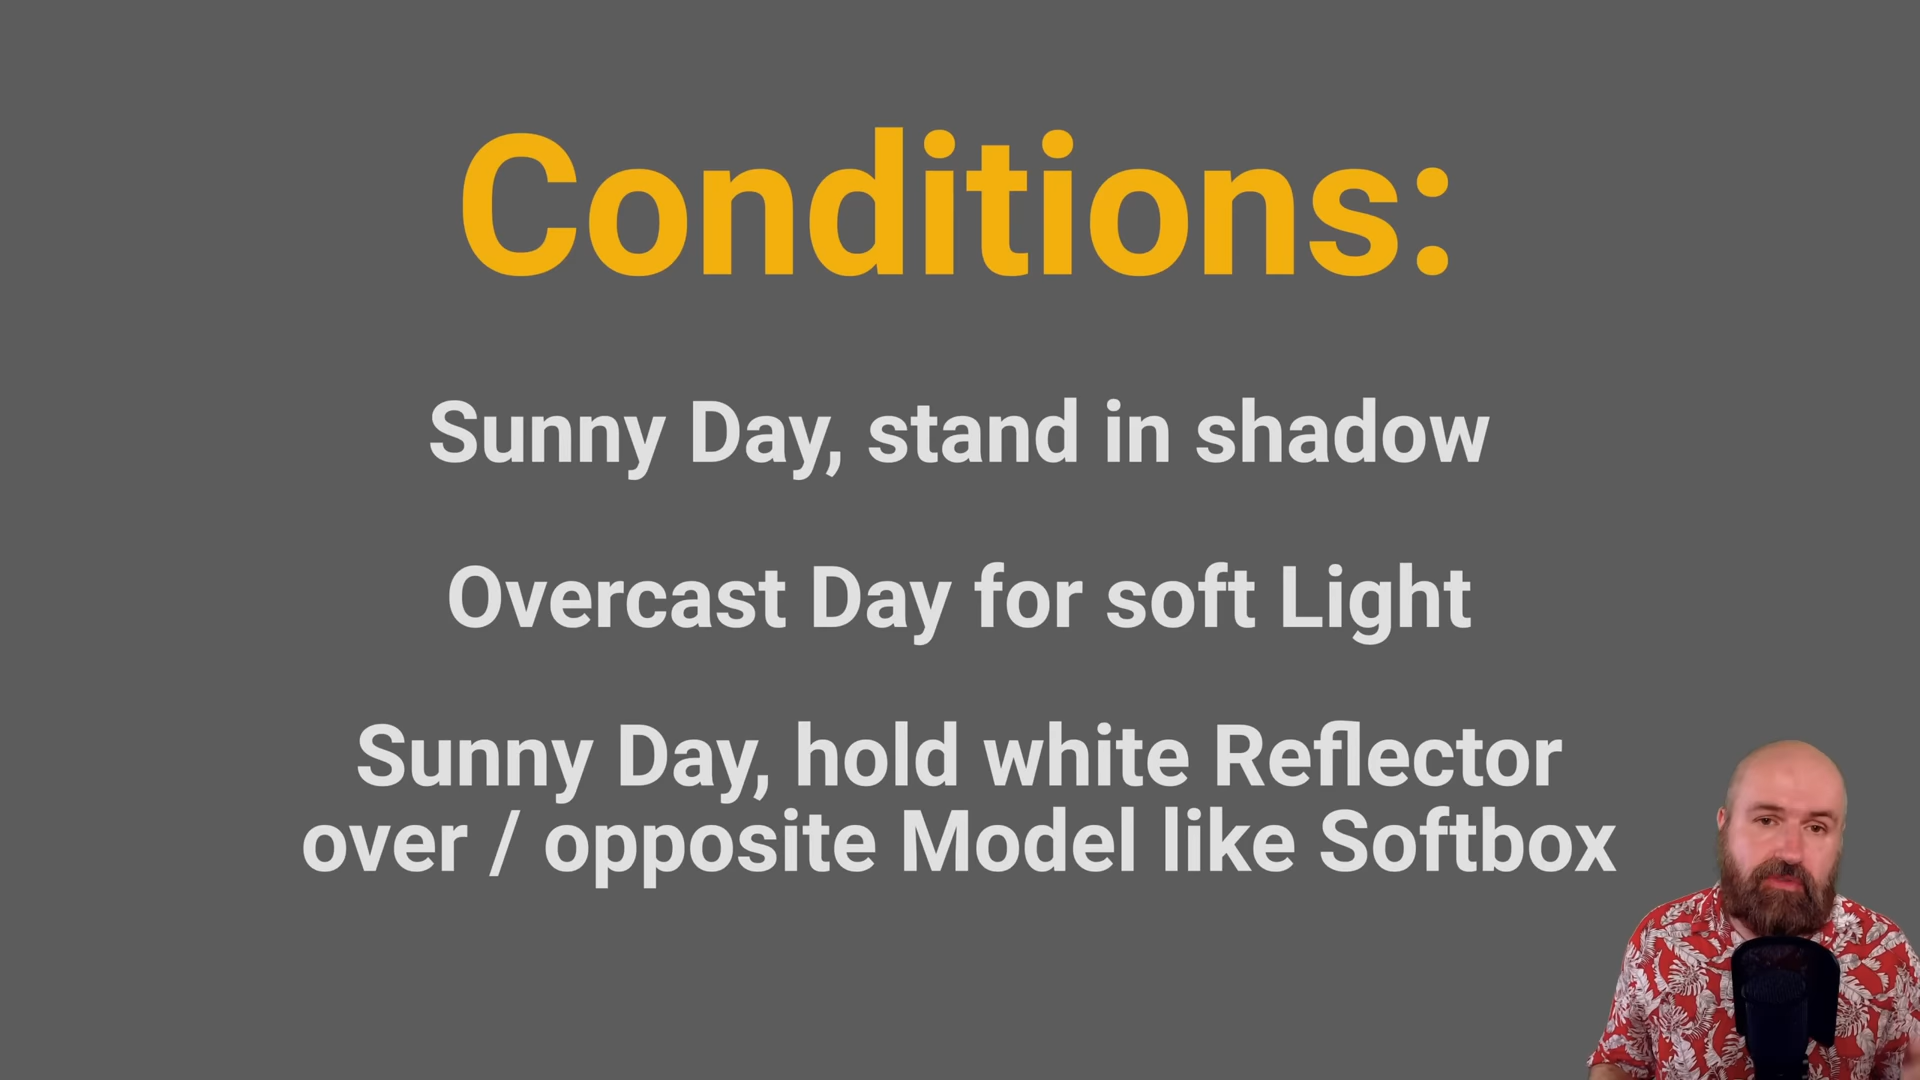 Conditions:
Sunny Day, stand in shadow
Overcast Day for soft Light
Sunny Day, hold white Reflector
over / opposite Model like Softbox